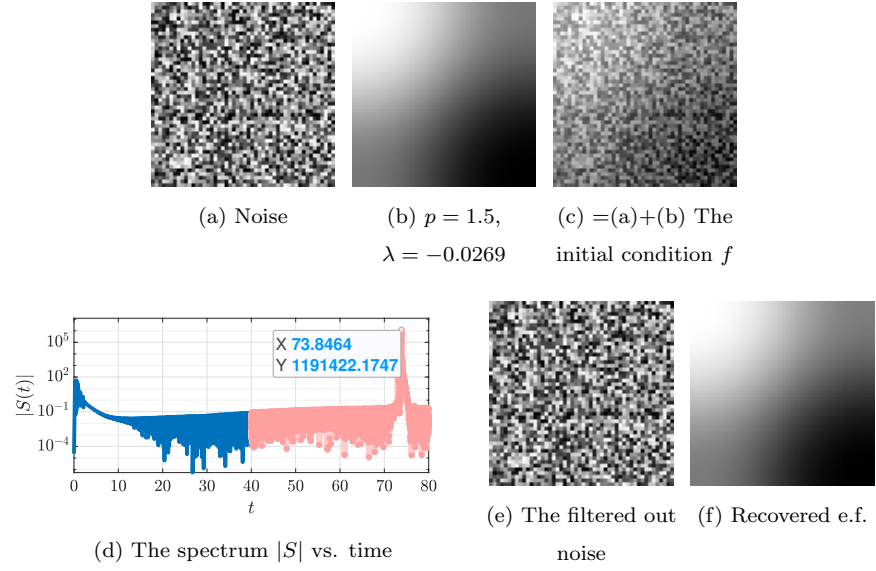 (a) Noise
(b) p = 1.5,
λ = −0.0269
(c) =(a)+(b) The
initial condition f
|S(t)|
10^5
10^2
10^-1
10^-4
X 73.8464
Y 1191422.1747
0 10 20 30 40 50 60 70 80
t
(d) The spectrum |S| vs. time
(e) The filtered out
noise
(f) Recovered e.f.